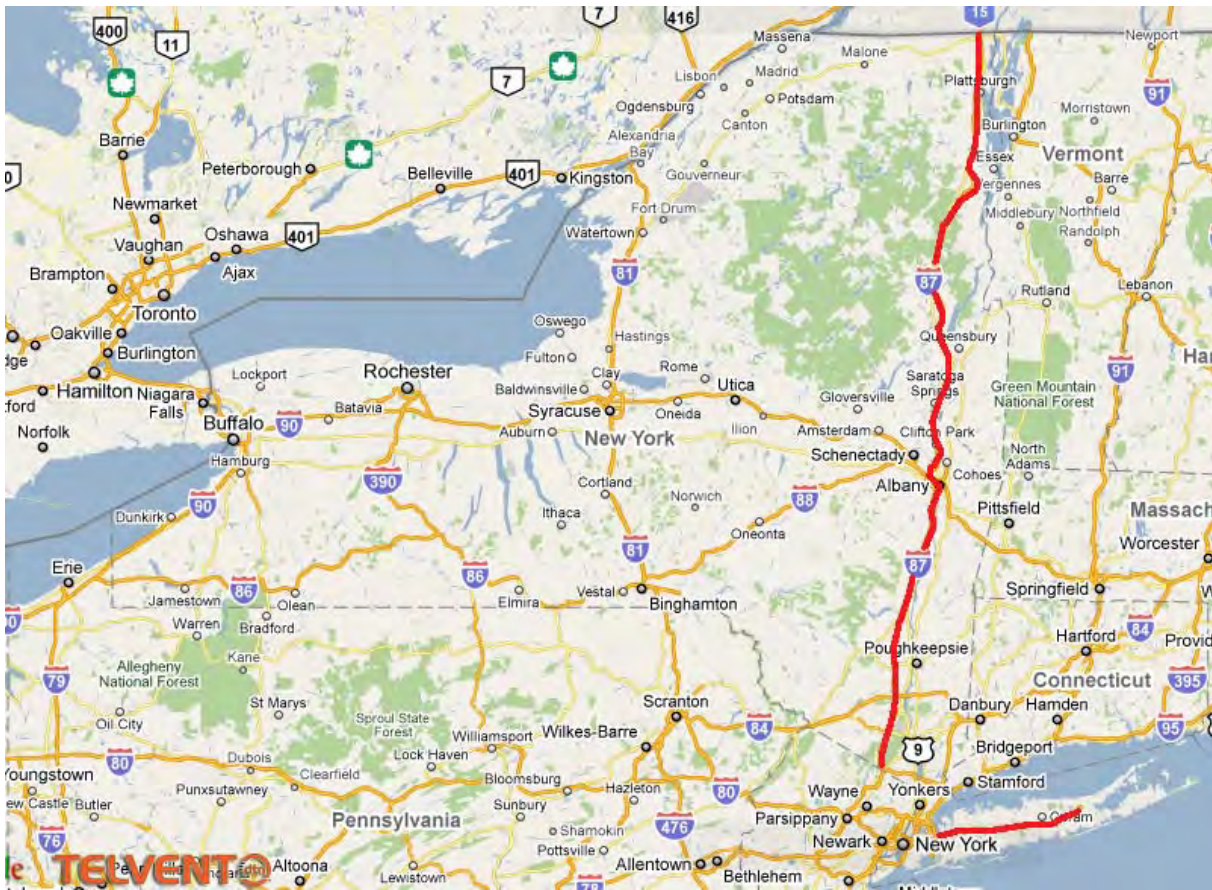 400
11
7
416
15
Massena
Malone
Newport
7
Lisbon
Madrid
Plattsburgh
91
Ogdensburg
Potsdam
Morristown
Barrie
Canton
Burlington
Alexandria
Bay
Essex
Vermont
Peterborough
Belleville
401
Kingston
Gouverneur
Vergennes
Barre
Newmarket
Fort Drum
Middlebury
Northfield
Randolph
Vaughan
Oshawa
401
Watertown
Ajax
Brampton
81
87
Lebanon
Toronto
Rutland
Oakville
Oswego
Hastings
Queensbury
Burlington
Fulton
Lockport
Rochester
Clay
Rome
Saratoga
Springs
91
Hamilton
Niagara
Falls
Baldwinsville
Utica
Gloversville
Green Mountain
National Forest
Batavia
Syracuse
Oneida
Buffalo
90
Auburn
New York
Ilion
Amsterdam
Clifton Park
Norfolk
Hamburg
Schenectady
Cohoes
North
Adams
390
Cortland
Norwich
88
Albany
90
Dunkirk
Ithaca
Oneonta
Pittsfield
Massach
81
87
Worcester
Erie
86
86
Springfield
Jamestown
Olean
Elmira
Vestal
Binghamton
Warren
Bradford
84
Hartford
Provid
Kane
Poughkeepsie
Allegheny
National Forest
79
Connecticut
395
St Marys
Scranton
Danbury
Hamden
Oil City
Sproul State
Forest
Williamsport
Wilkes-Barre
84
9
95
Lock Haven
Bridgeport
80
Dubois
Clearfield
Bloomsburg
Stamford
Youngstown
Punxsutawney
Hazleton
80
Wayne
Yonkers
New Castle
Butler
Sunbury
Parsippany
Pennsylvania
Shamokin
476
Newark
New York
76
Pottsville
TELVENT
Altoona
Lewistown
Allentown
Bethlehem
78